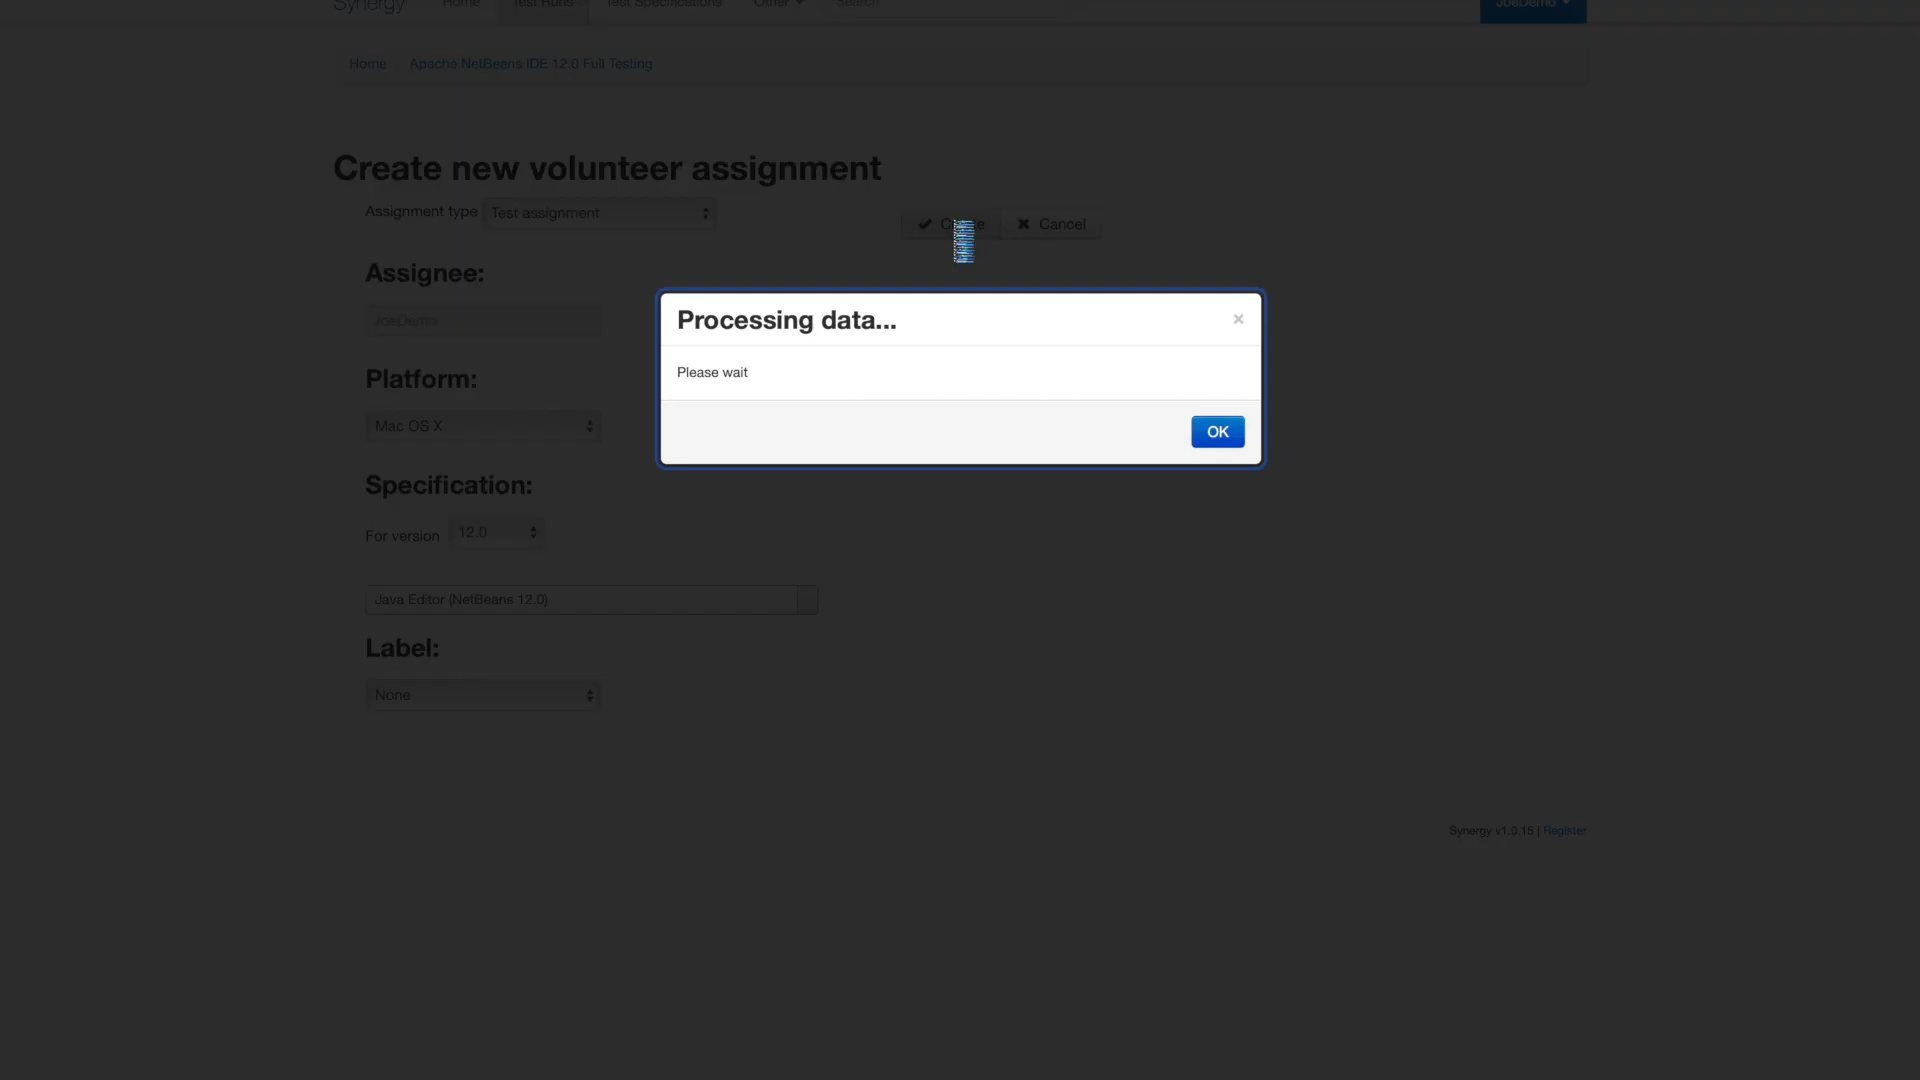 Synergy Home Test Runs Test Specifications Other Search JoeDemo
Home Apache NetBeans IDE 12.0 Full Testing
Create new volunteer assignment
Assignment type Test assignment
Cancel
Assignee:
JoeDemo
Processing data... ×
Please wait
OK
Platform:
Mac OS X
Specification:
For version 12.0
Java Editor (NetBeans 12.0)
Label:
None
Synergy v1.0.15 | Register